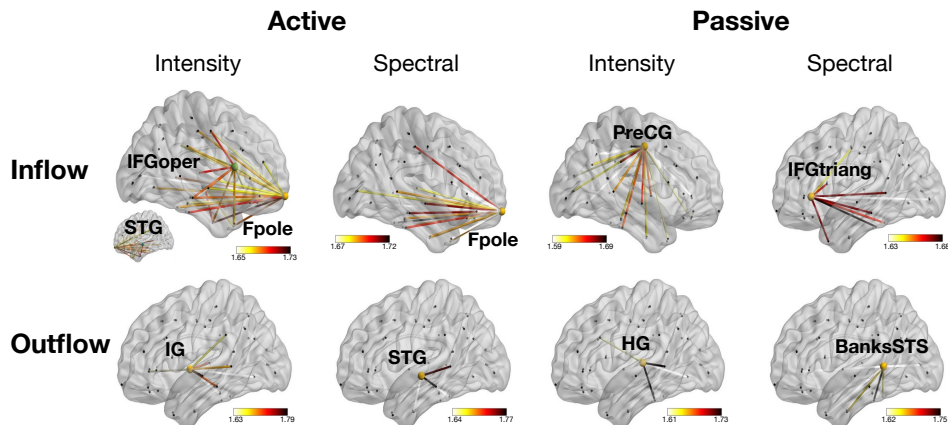 Active Passive
Intensity Spectral Intensity Spectral
Inflow
IFGoper
STG
Fpole
1.65 1.73
Fpole
1.67 1.72
PreCG
1.59 1.69
IFGtriang
1.63 1.68
Outflow
IG
1.63 1.79
STG
1.64 1.77
HG
1.61 1.73
BanksSTS
1.62 1.75